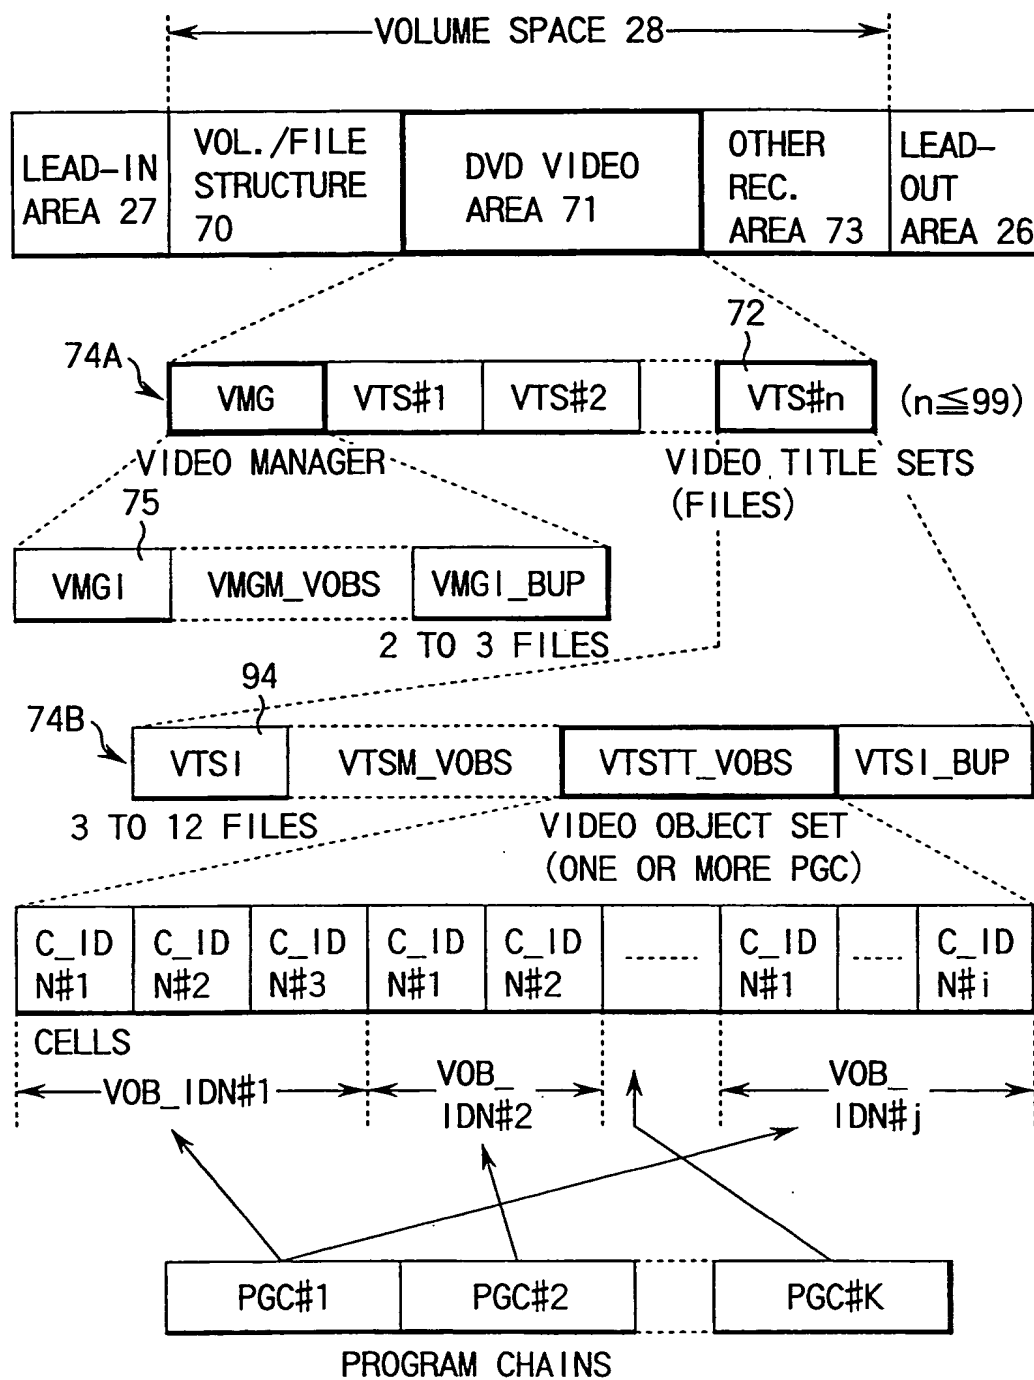 VOLUME SPACE 28
LEAD-IN
AREA 27
VOL./FILE
STRUCTURE
70
DVD VIDEO
AREA 71
OTHER
REC.
AREA 73
LEAD-
OUT
AREA 26
74A
VMG
VTS#1
VTS#2
72
VTS#n
(n≦99)
VIDEO MANAGER
VIDEO TITLE SETS
(FILES)
75
VMGI
VMGM_VOBS
VMGI_BUP
2 TO 3 FILES
74B
94
VTSI
VTSM_VOBS
VTSTT_VOBS
VTSI_BUP
3 TO 12 FILES
VIDEO OBJECT SET
(ONE OR MORE PGC)
C_ID
N#1
C_ID
N#2
C_ID
N#3
C_ID
N#1
C_ID
N#2
C_ID
N#1
C_ID
N#i
CELLS
VOB_IDN#1
VOB_
IDN#2
VOB_
IDN#j
PGC#1
PGC#2
PGC#K
PROGRAM CHAINS